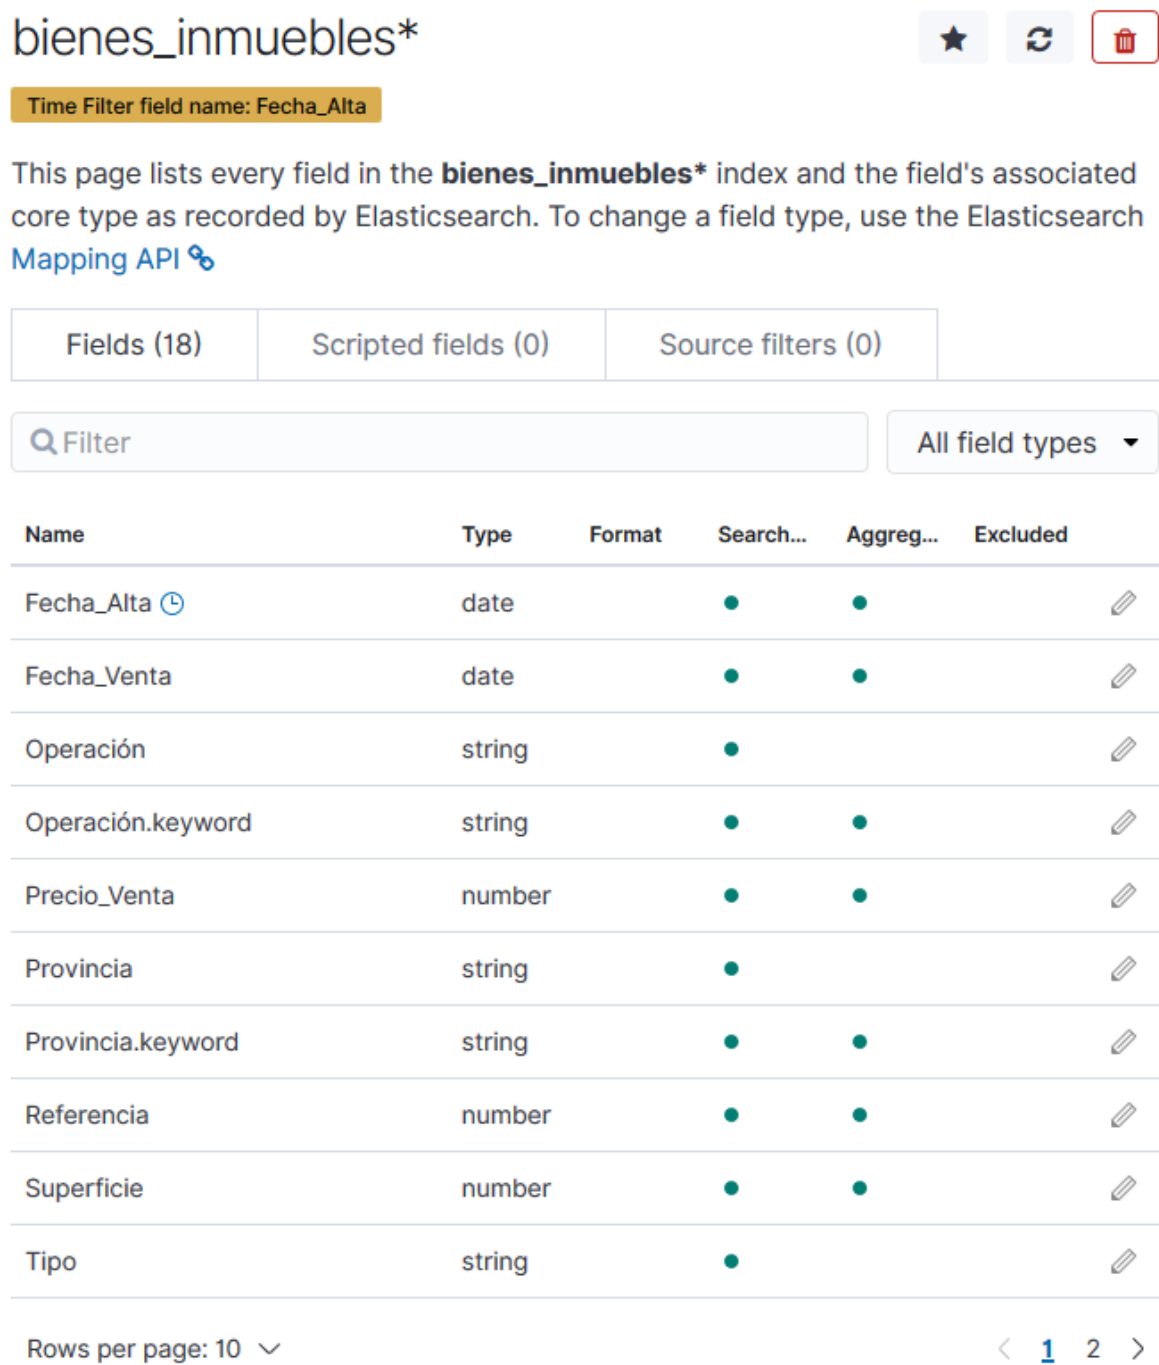 bienes_inmuebles*
Time Filter field name: Fecha_Alta
This page lists every field in the bienes_inmuebles* index and the field's associated
core type as recorded by Elasticsearch. To change a field type, use the Elasticsearch
Mapping API
Fields (18) Scripted fields (0) Source filters (0)
Filter All field types
Name Type Format Search... Aggreg... Excluded
Fecha_Alta date
Fecha_Venta date
Operación string
Operación.keyword string
Precio_Venta number
Provincia string
Provincia.keyword string
Referencia number
Superficie number
Tipo string
Rows per page: 10 < 1 2 >